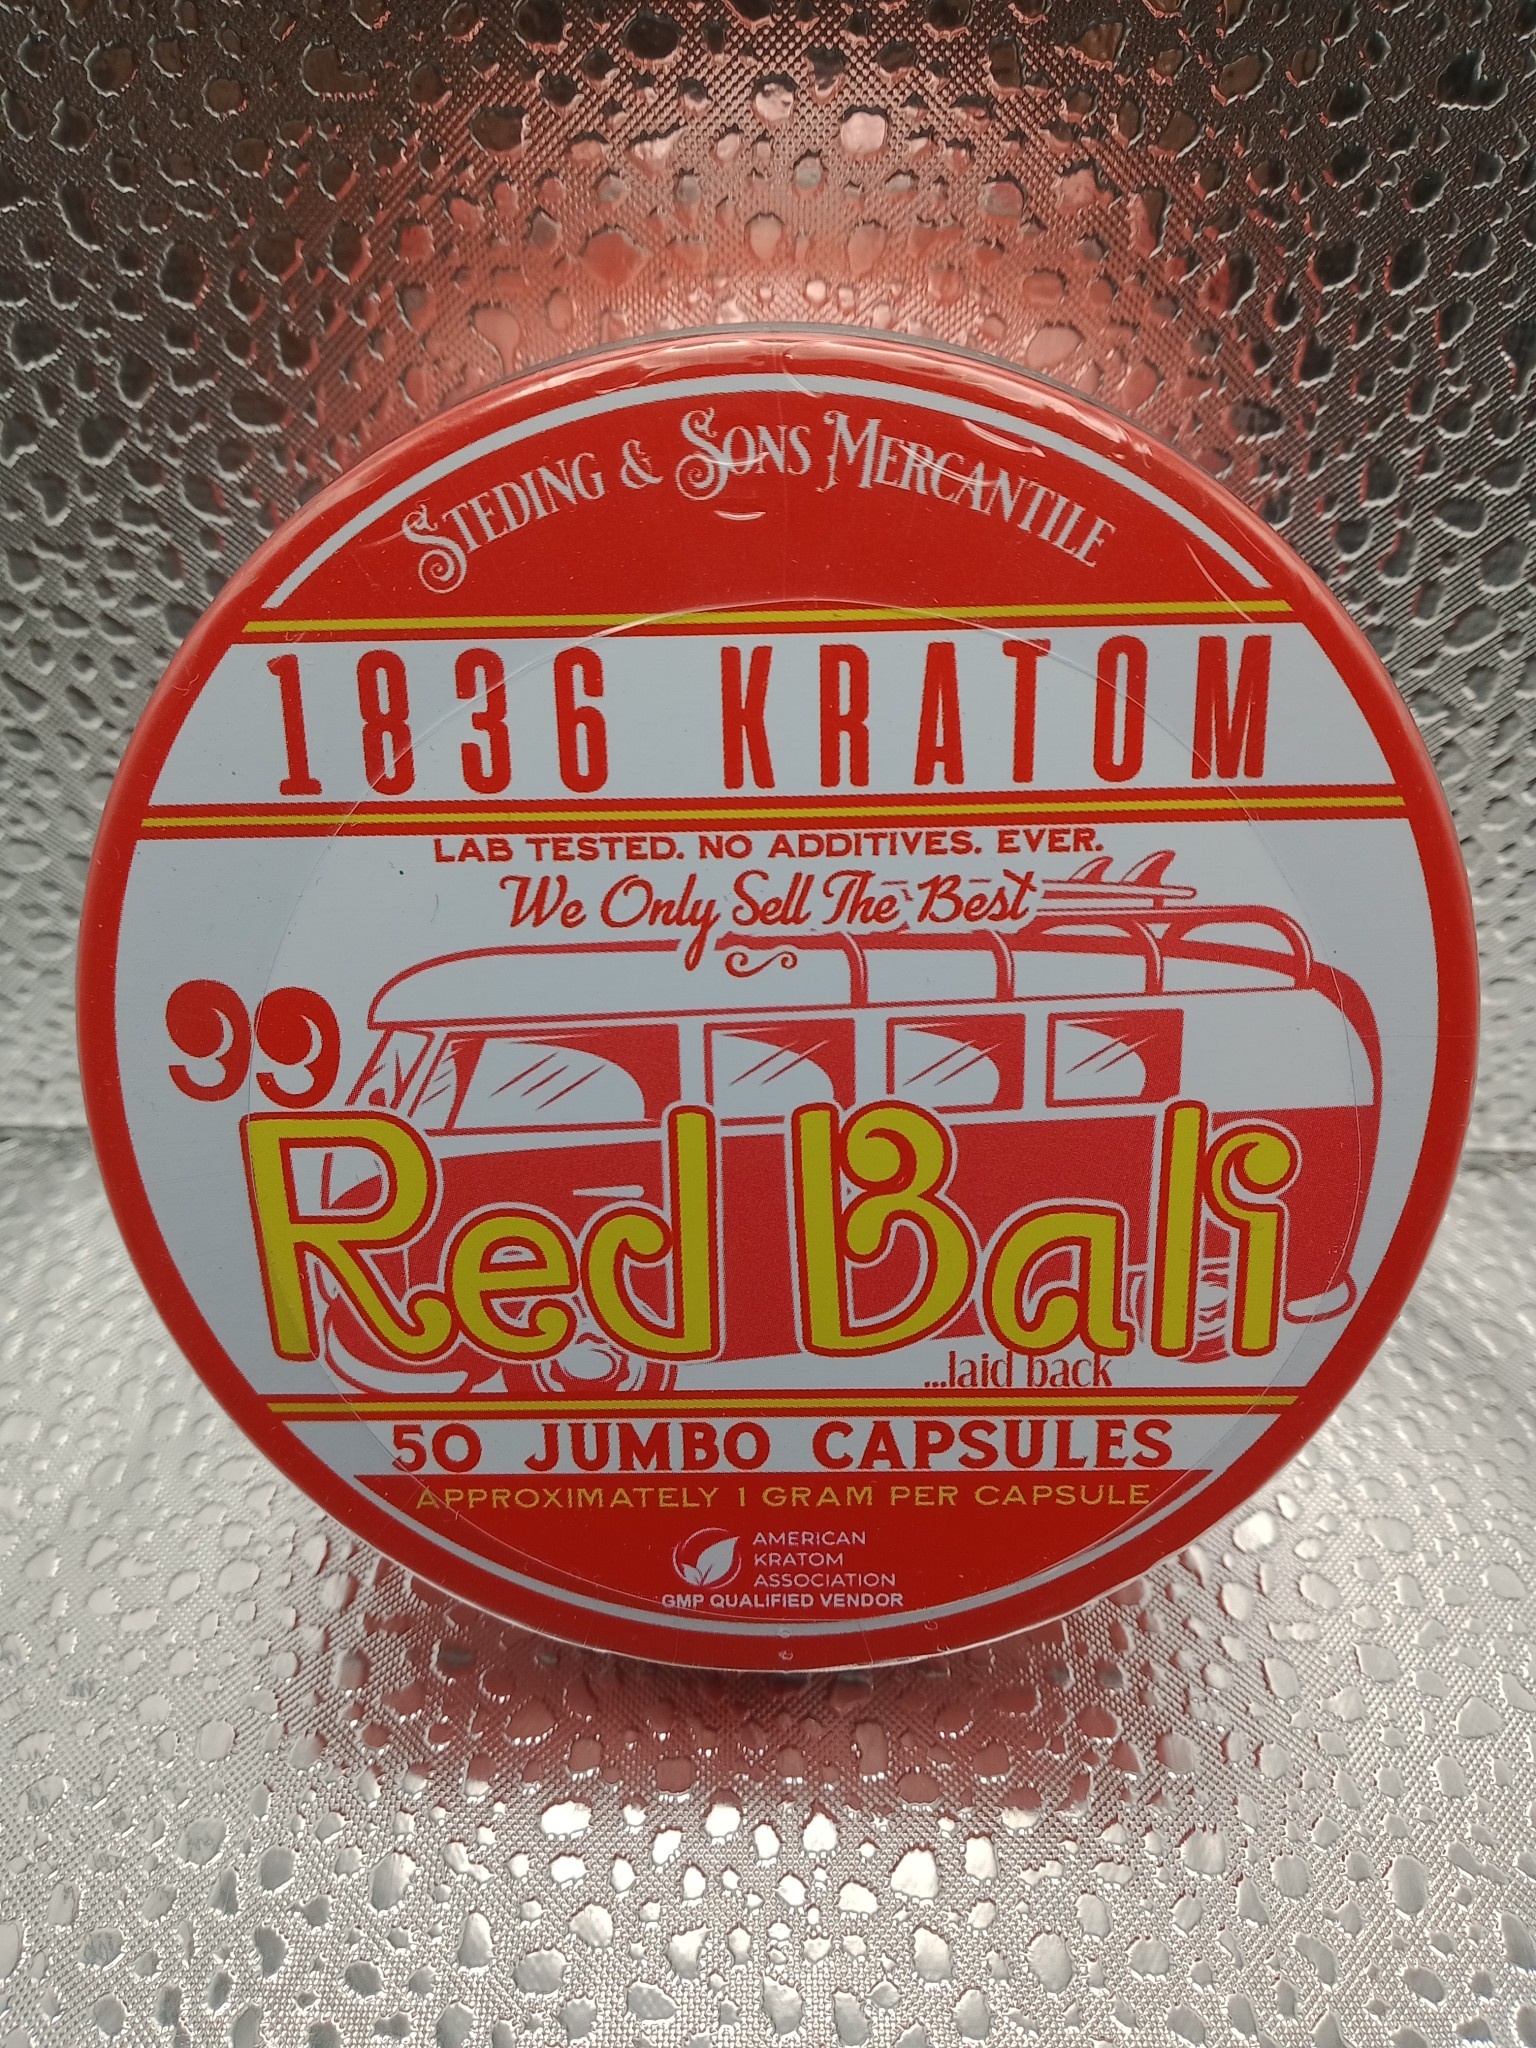 STEDING & SONS MERCANTILE
1836 KRATOM
LAB TESTED. NO ADDITIVES. EVER.
We Only Sell The Best
99
Red Bali
...laid back
50 JUMBO CAPSULES
APPROXIMATELY 1 GRAM PER CAPSULE
AMERICAN
KRATOM
ASSOCIATION
GMP QUALIFIED VENDOR